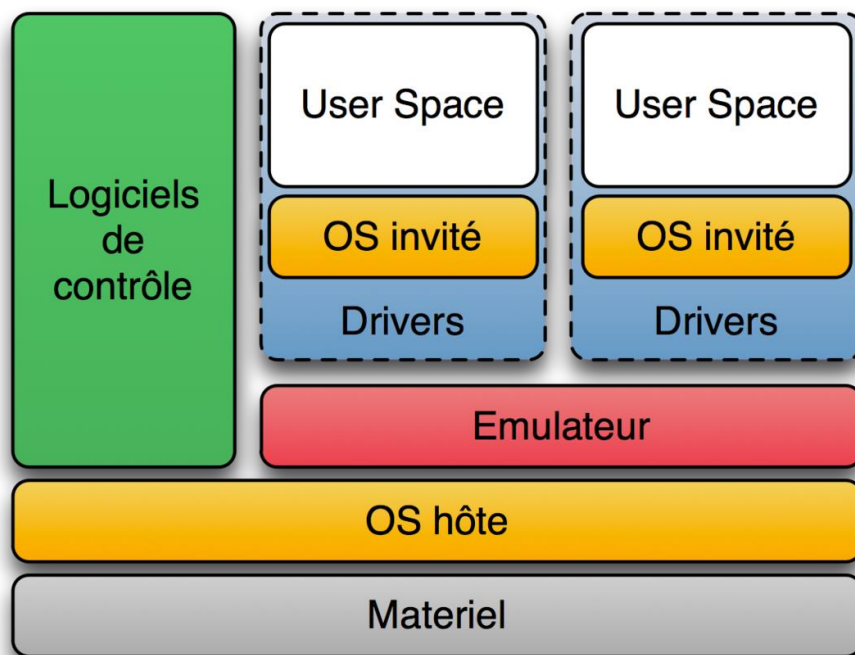 Logiciels
de
contrôle
User Space
OS invité
Drivers
User Space
OS invité
Drivers
Emulateur
OS hôte
Materiel